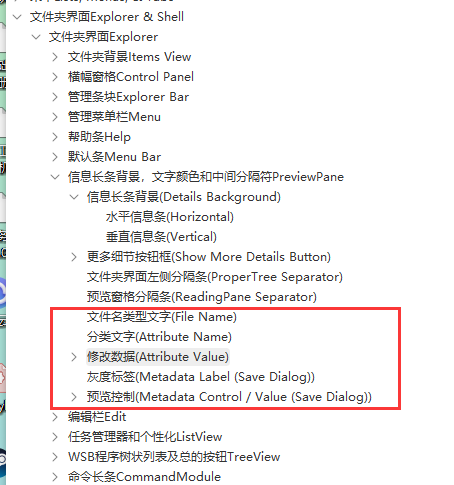 文件夹界面Explorer & Shell
文件夹界面Explorer
文件夹背景Items View
横幅窗格Control Panel
管理条块Explorer Bar
管理菜单栏Menu
帮助条Help
默认条Menu Bar
信息长条背景，文字颜色和中间分隔符PreviewPane
信息长条背景(Details Background)
水平信息条(Horizontal)
垂直信息条(Vertical)
更多细节按钮框(Show More Details Button)
文件夹界面左侧分隔条(ProperTree Separator)
预览窗格分隔条(ReadingPane Separator)
文件名类型文字(File Name)
分类文字(Attribute Name)
修改数据(Attribute Value)
灰度标签(Metadata Label (Save Dialog))
预览控制(Metadata Control / Value (Save Dialog))
编辑栏Edit
任务管理器和个性化ListView
WSB程序树状列表及总的按钮TreeView
命令长条CommandModule